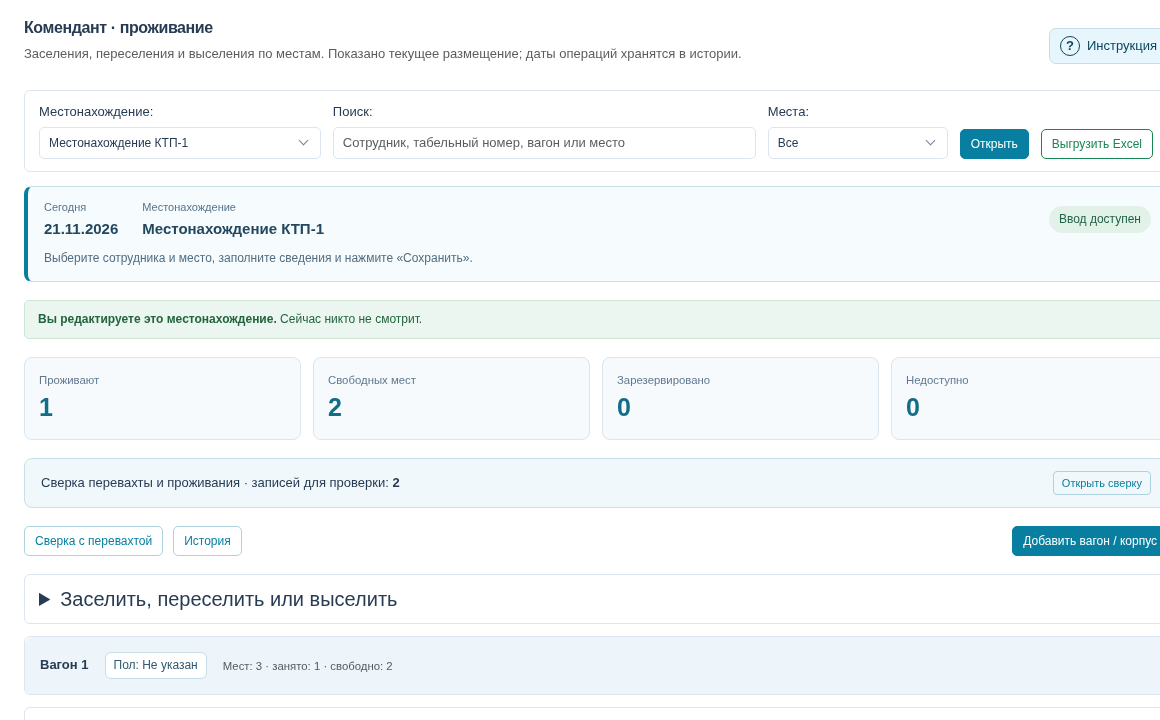 Комендант · проживание
Заселения, переселения и выселения по местам. Показано текущее размещение; даты операций хранятся в истории.
? Инструкция
Местонахождение:
Поиск:
Места:
Местонахождение КТП-1
Сотрудник, табельный номер, вагон или место
Все
Открыть
Выгрузить Excel
Сегодня
Местонахождение
21.11.2026
Местонахождение КТП-1
Ввод доступен
Выберите сотрудника и место, заполните сведения и нажмите «Сохранить».
Вы редактируете это местонахождение. Сейчас никто не смотрит.
Проживают
1
Свободных мест
2
Зарезервировано
0
Недоступно
0
Сверка перевахты и проживания · записей для проверки: 2
Открыть сверку
Сверка с перевахтой
История
Добавить вагон / корпус
Заселить, переселить или выселить
Вагон 1
Пол: Не указан
Мест: 3 · занято: 1 · свободно: 2